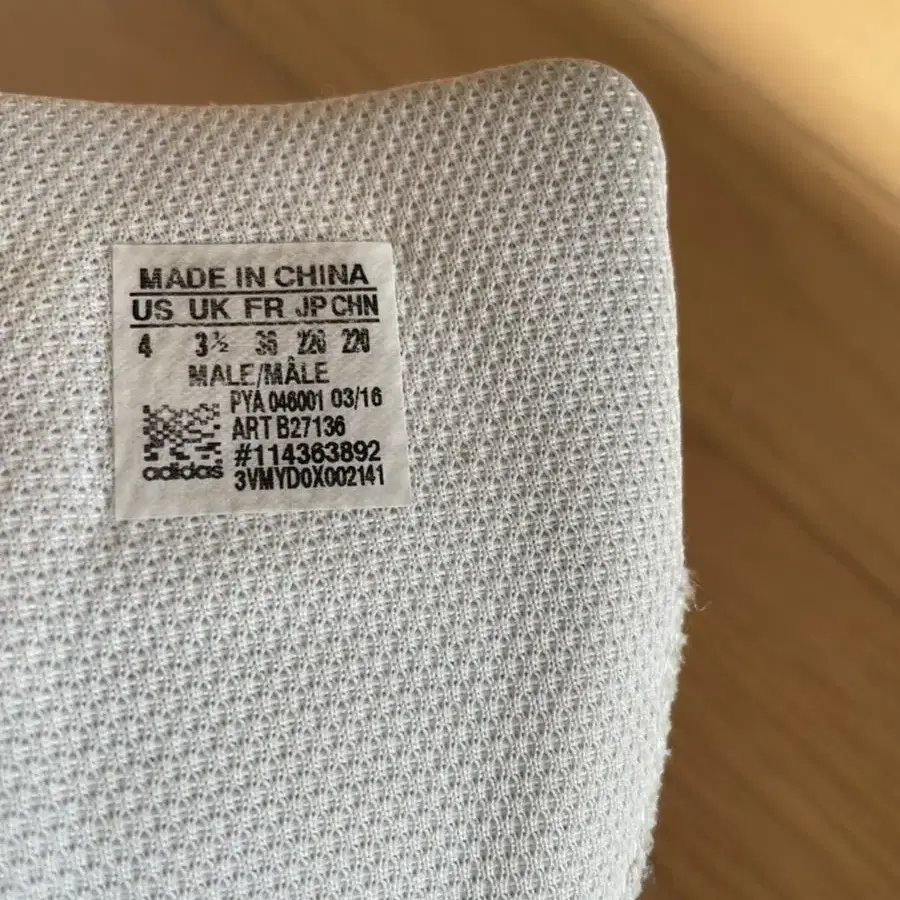 MADE IN CHINA
US UK FR JP CHN
4 3½ 36 220 220
MALE/MÂLE
PYA 046001 03/16
ART B27136
#114363892
adidas 3VMYD0X002141